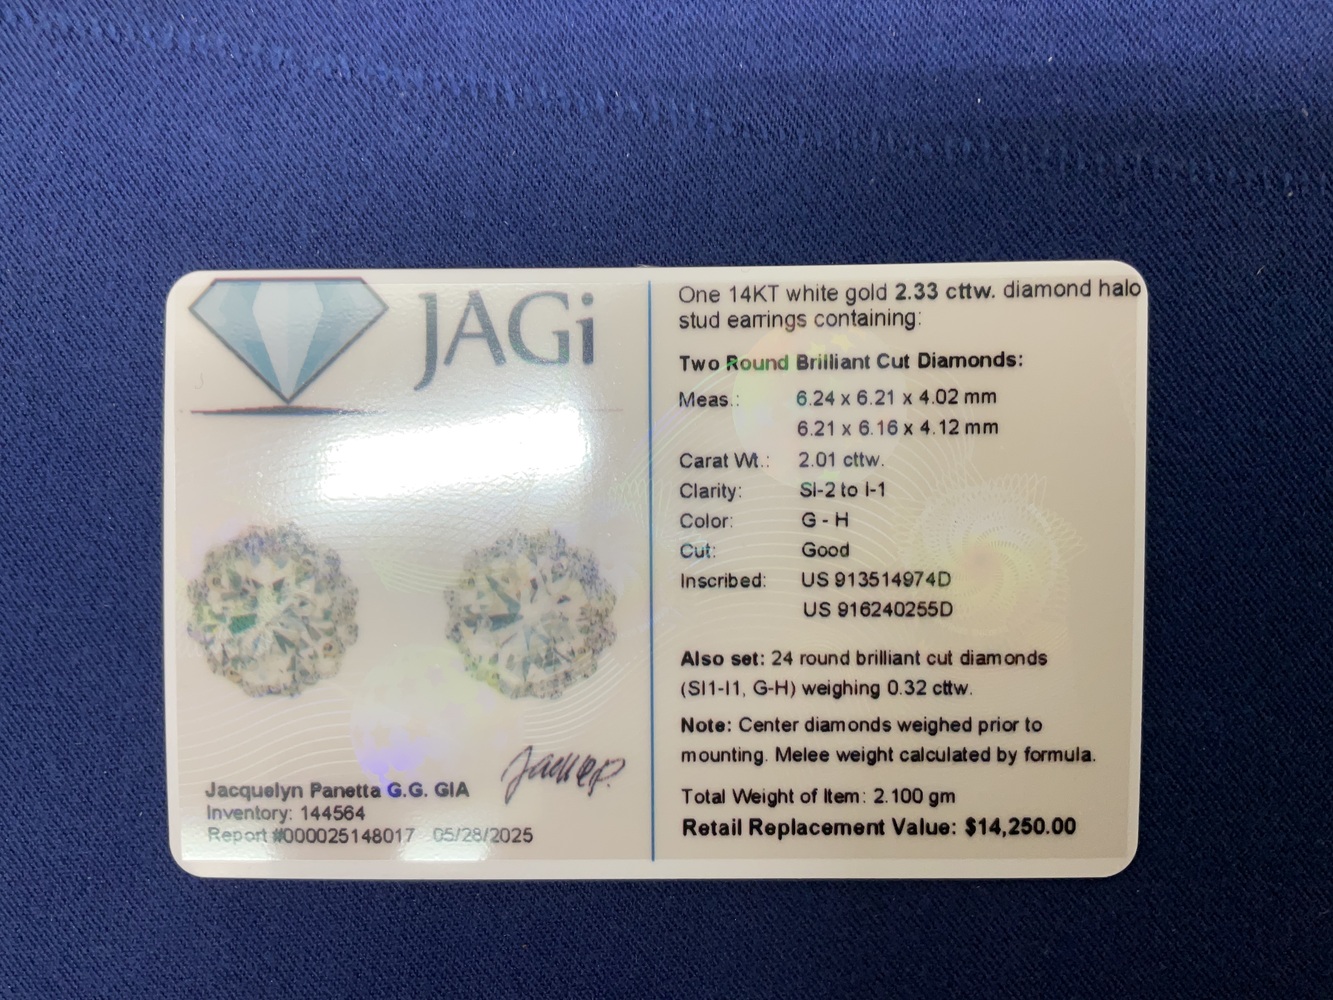 JAGi
Jacquelyn Panetta G.G. GIA
Inventory: 144564
Report #000025148017 05/28/2025
One 14KT white gold 2.33 cttw. diamond halo
stud earrings containing:
Two Round Brilliant Cut Diamonds:
Meas.: 6.24 x 6.21 x 4.02 mm
6.21 x 6.16 x 4.12 mm
Carat Wt.: 2.01 cttw.
Clarity: SI-2 to I-1
Color: G - H
Cut: Good
Inscribed: US 913514974D
US 916240255D
Also set: 24 round brilliant cut diamonds
(SI1-I1, G-H) weighing 0.32 cttw.
Note: Center diamonds weighed prior to
mounting. Melee weight calculated by formula.
Total Weight of Item: 2.100 gm
Retail Replacement Value: $14,250.00